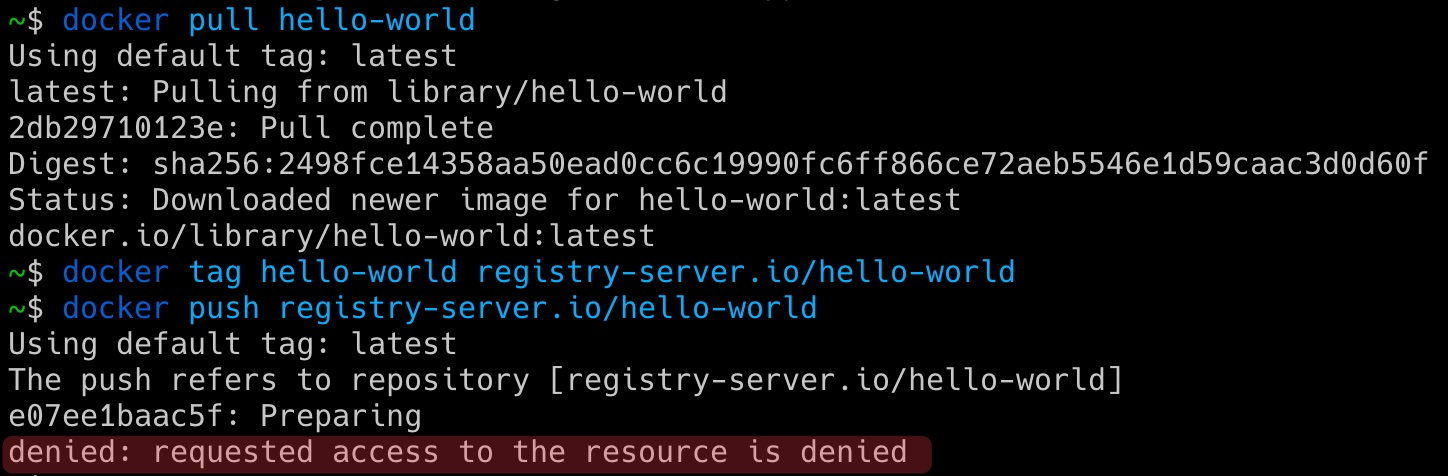 ~$ docker pull hello-world
Using default tag: latest
latest: Pulling from library/hello-world
2db29710123e: Pull complete
Digest: sha256:2498fce14358aa50ead0cc6c19990fc6ff866ce72aeb5546e1d59caac3d0d60f
Status: Downloaded newer image for hello-world:latest
docker.io/library/hello-world:latest
~$ docker tag hello-world registry-server.io/hello-world
~$ docker push registry-server.io/hello-world
Using default tag: latest
The push refers to repository [registry-server.io/hello-world]
e07ee1baac5f: Preparing
denied: requested access to the resource is denied